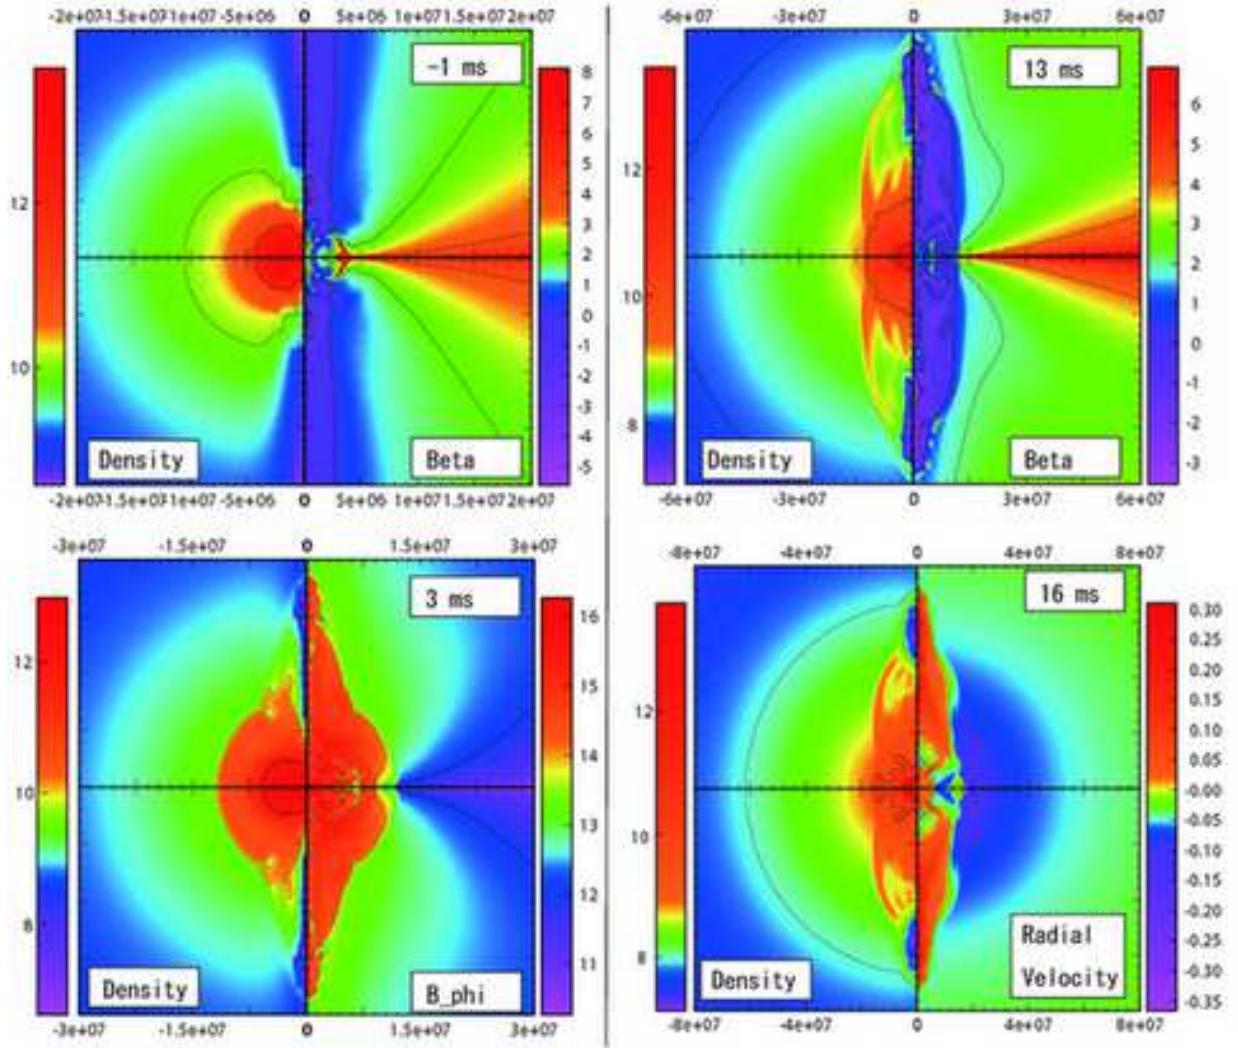 -2e+07-1.5e+07-1e+07 -5e+06 0 5e+06 1e+071.5e+072e+07
-1 ms
12
10
8
7
6
5
4
3
2
1
0
-1
-2
-3
-4
-5
Density
Beta
-2e+07-1.5e+07-1e+07 -5e+06 0 5e+06 1e+071.5e+072e+07
-6e+07 -3e+07 0 3e+07 6e+07
13 ms
12
10
8
6
5
4
3
2
1
0
-1
-2
-3
Density
Beta
-6e+07 -3e+07 0 3e+07 6e+07
-3e+07 -1.5e+07 0 1.5e+07 3e+07
3 ms
12
10
8
16
15
14
13
12
11
Density
B_phi
-3e+07 -1.5e+07 0 1.5e+07 3e+07
-8e+07 -4e+07 0 4e+07 8e+07
16 ms
12
10
8
0.30
0.25
0.20
0.15
0.10
0.05
-0.00
-0.05
-0.10
-0.15
-0.20
-0.25
-0.30
-0.35
Density
Radial
Velocity
-8e+07 -4e+07 0 4e+07 8e+07